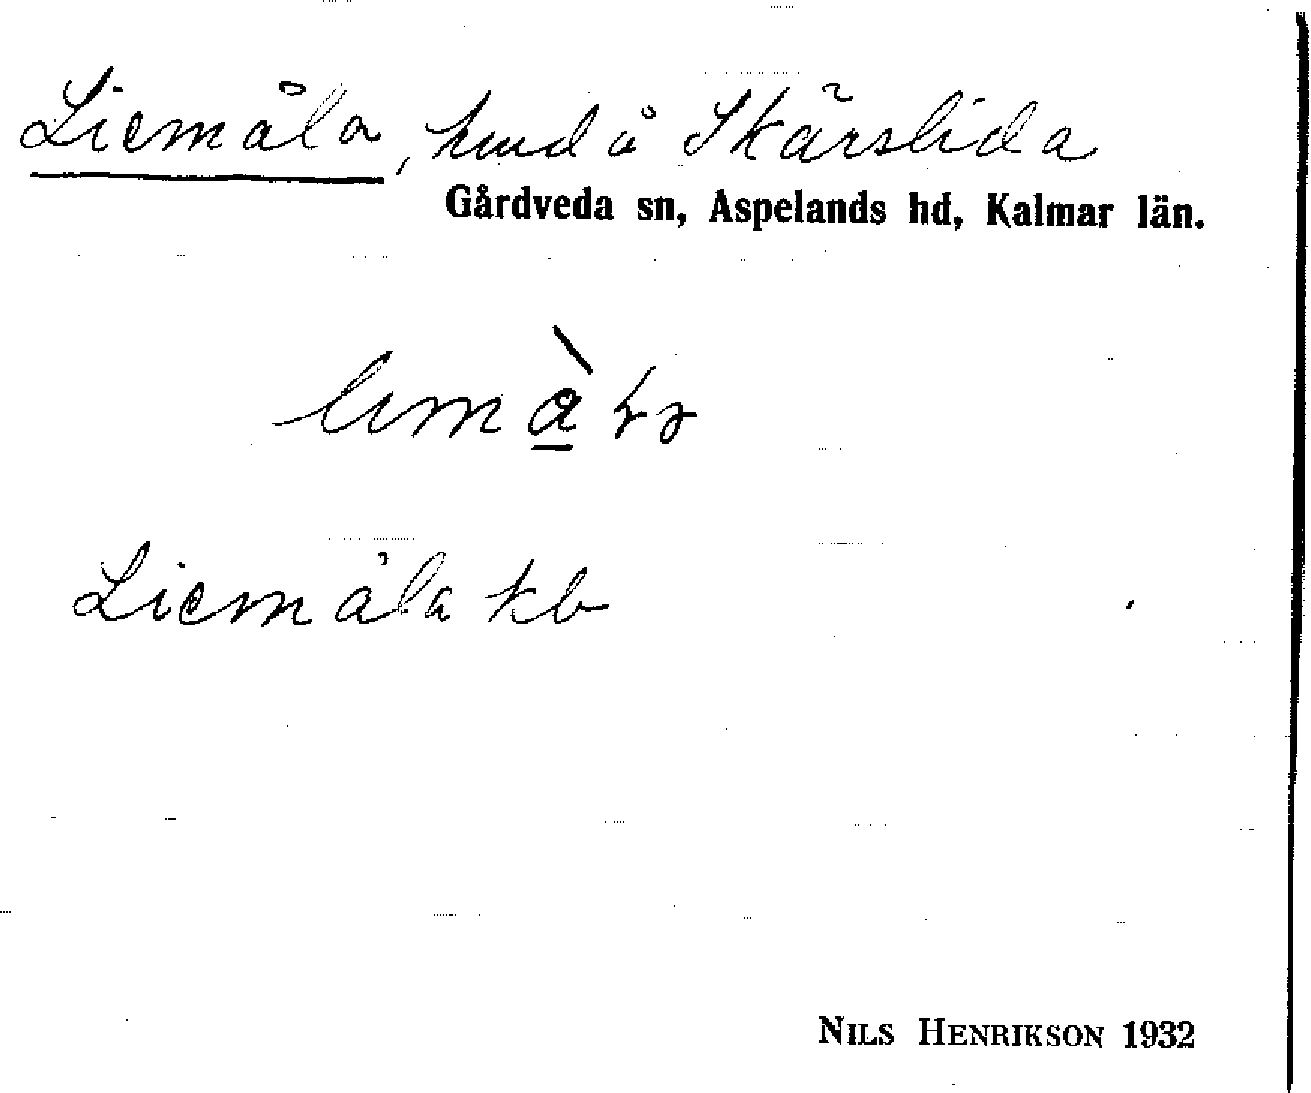 Liemåla, hmd å Skärslida
Gårdveda sn, Aspelands hd, Kalmar län.
Liemåla kb
NILS HENRIKSON 1932